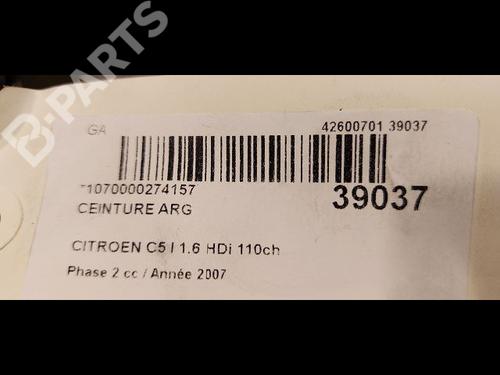 B-PARTS
GA
42600701 39037
*1070000274157
39037
CEINTURE ARG
CITROEN C5 I 1.6 HDi 110ch
Phase 2 cc / Année 2007